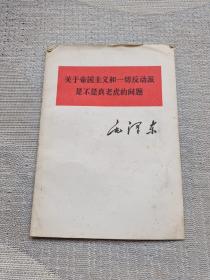 关于帝国主义和一切反动派
是不是真老虎的问题
毛泽东